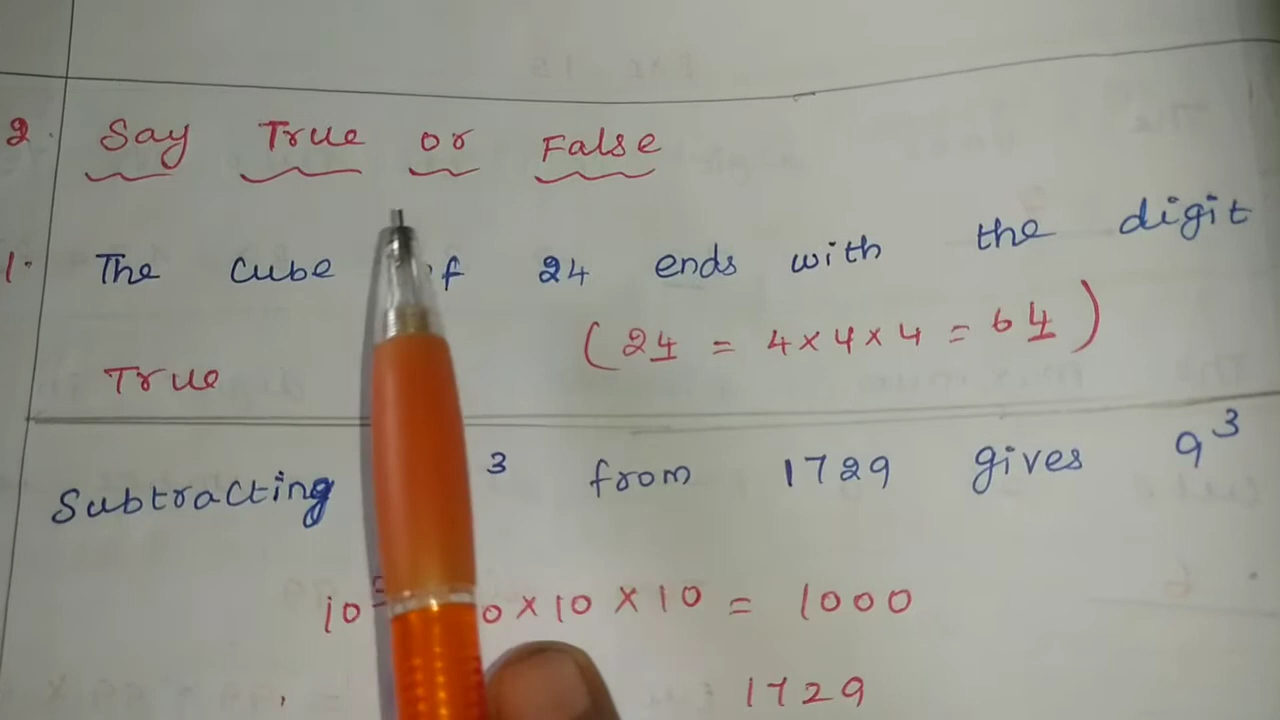 2. Say True or False
1. The cube 24 ends with the digit
(24 = 4×4×4 = 64)
True
Subtracting ³ from 1729 gives 9³
10 0×10×10 = 1000
1729